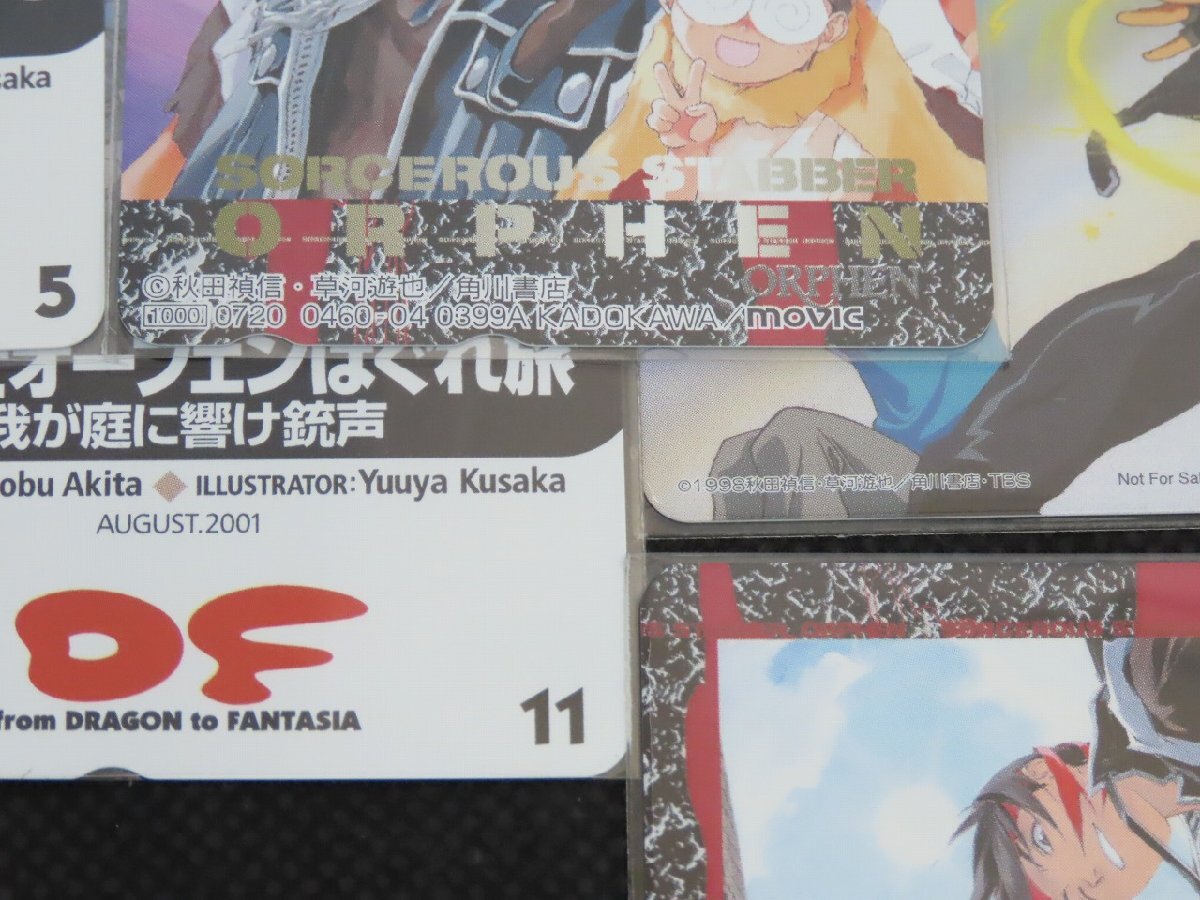 saka
5
SORCEROUS STABBER
ORPHEN
ORPHEN
©秋田禎信・草河遊也／角川書店
1000 0720 0460-04 0399A KADOKAWA/movic
オーフェンはぐれ旅
我が庭に響け銃声
obu Akita ◆ ILLUSTRATOR: Yuuya Kusaka
AUGUST.2001
DF
from DRAGON to FANTASIA
11
©1998秋田禎信・草河遊也／角川書店・TBS
Not For Sal